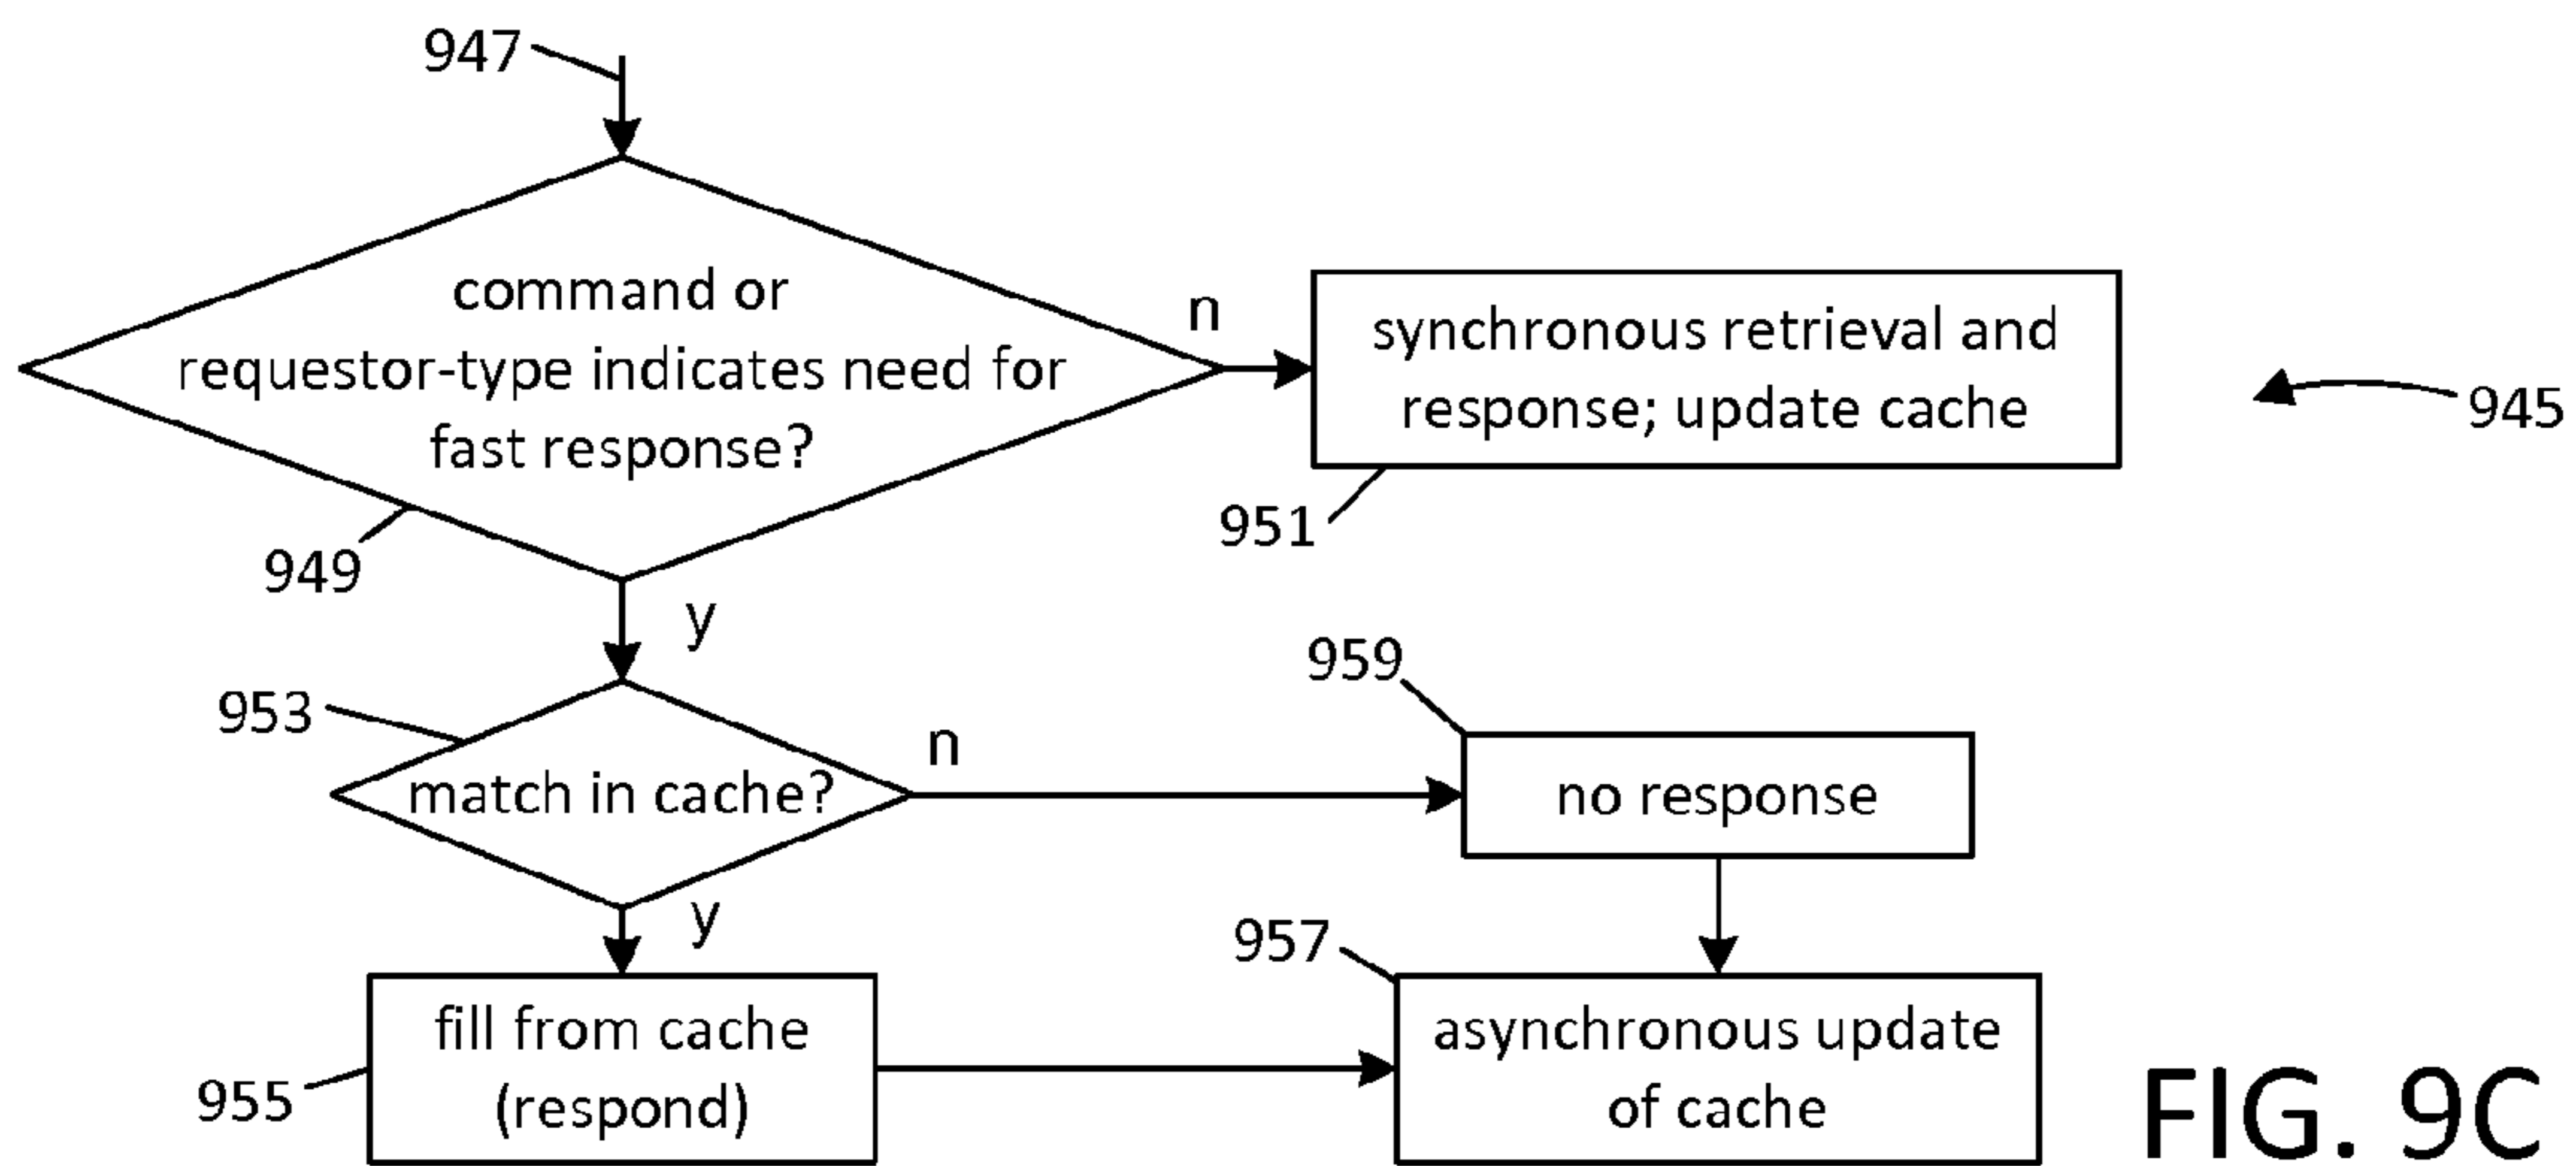 947
command or
requestor-type indicates need for
fast response?
n
synchronous retrieval and
response; update cache
945
951
949
y
959
953
match in cache?
n
no response
y
957
fill from cache
(respond)
asynchronous update
of cache
955
FIG. 9C